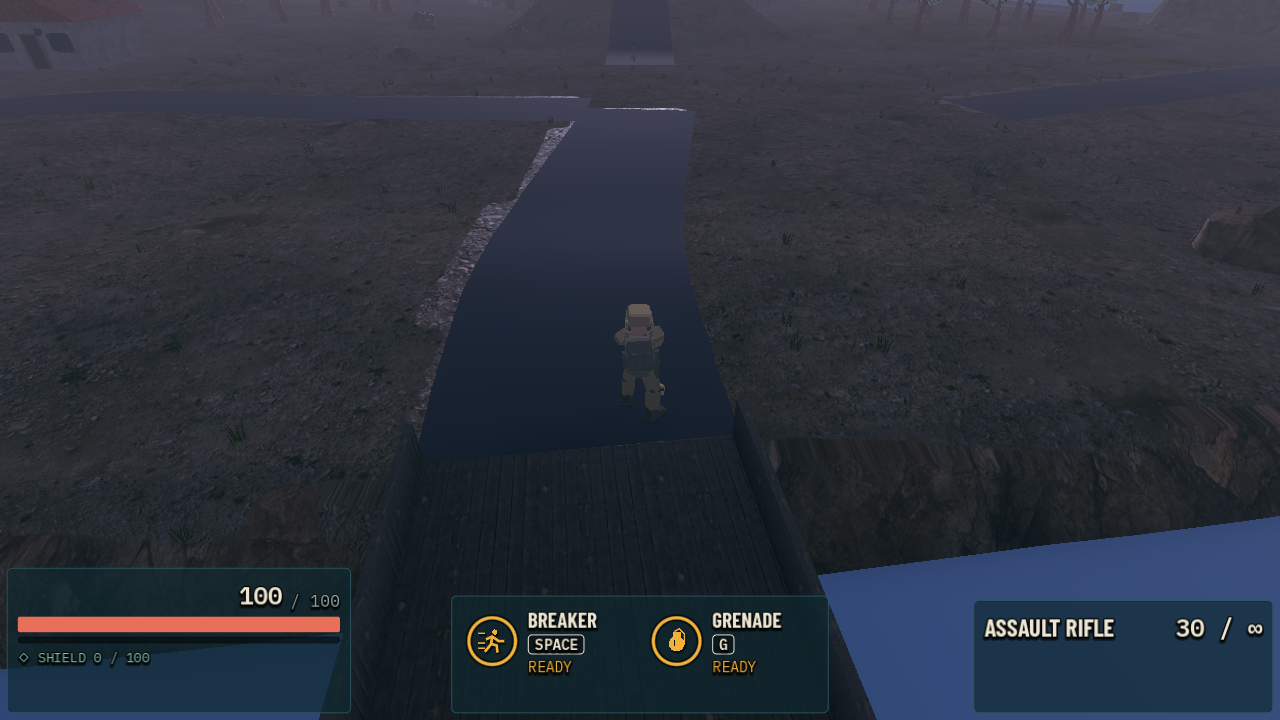 100 / 100
◇ SHIELD 0 / 100
BREAKER
SPACE
READY
GRENADE
G
READY
ASSAULT RIFLE 30 / ∞